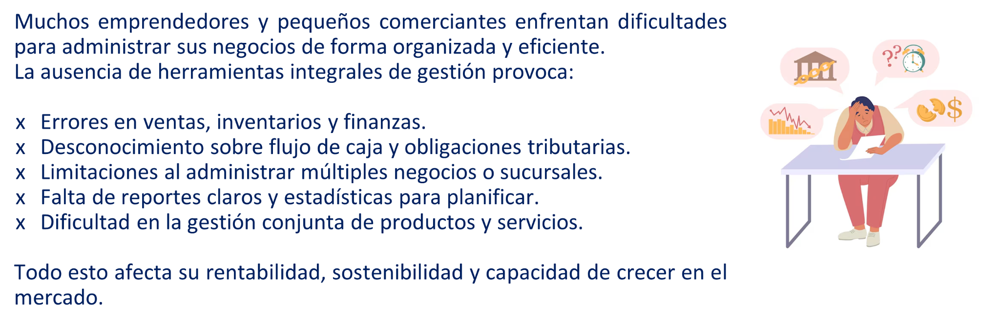 Muchos emprendedores y pequeños comerciantes enfrentan dificultades
para administrar sus negocios de forma organizada y eficiente.
La ausencia de herramientas integrales de gestión provoca:
x Errores en ventas, inventarios y finanzas.
x Desconocimiento sobre flujo de caja y obligaciones tributarias.
x Limitaciones al administrar múltiples negocios o sucursales.
x Falta de reportes claros y estadísticas para planificar.
x Dificultad en la gestión conjunta de productos y servicios.
Todo esto afecta su rentabilidad, sostenibilidad y capacidad de crecer en el
mercado.
??
$